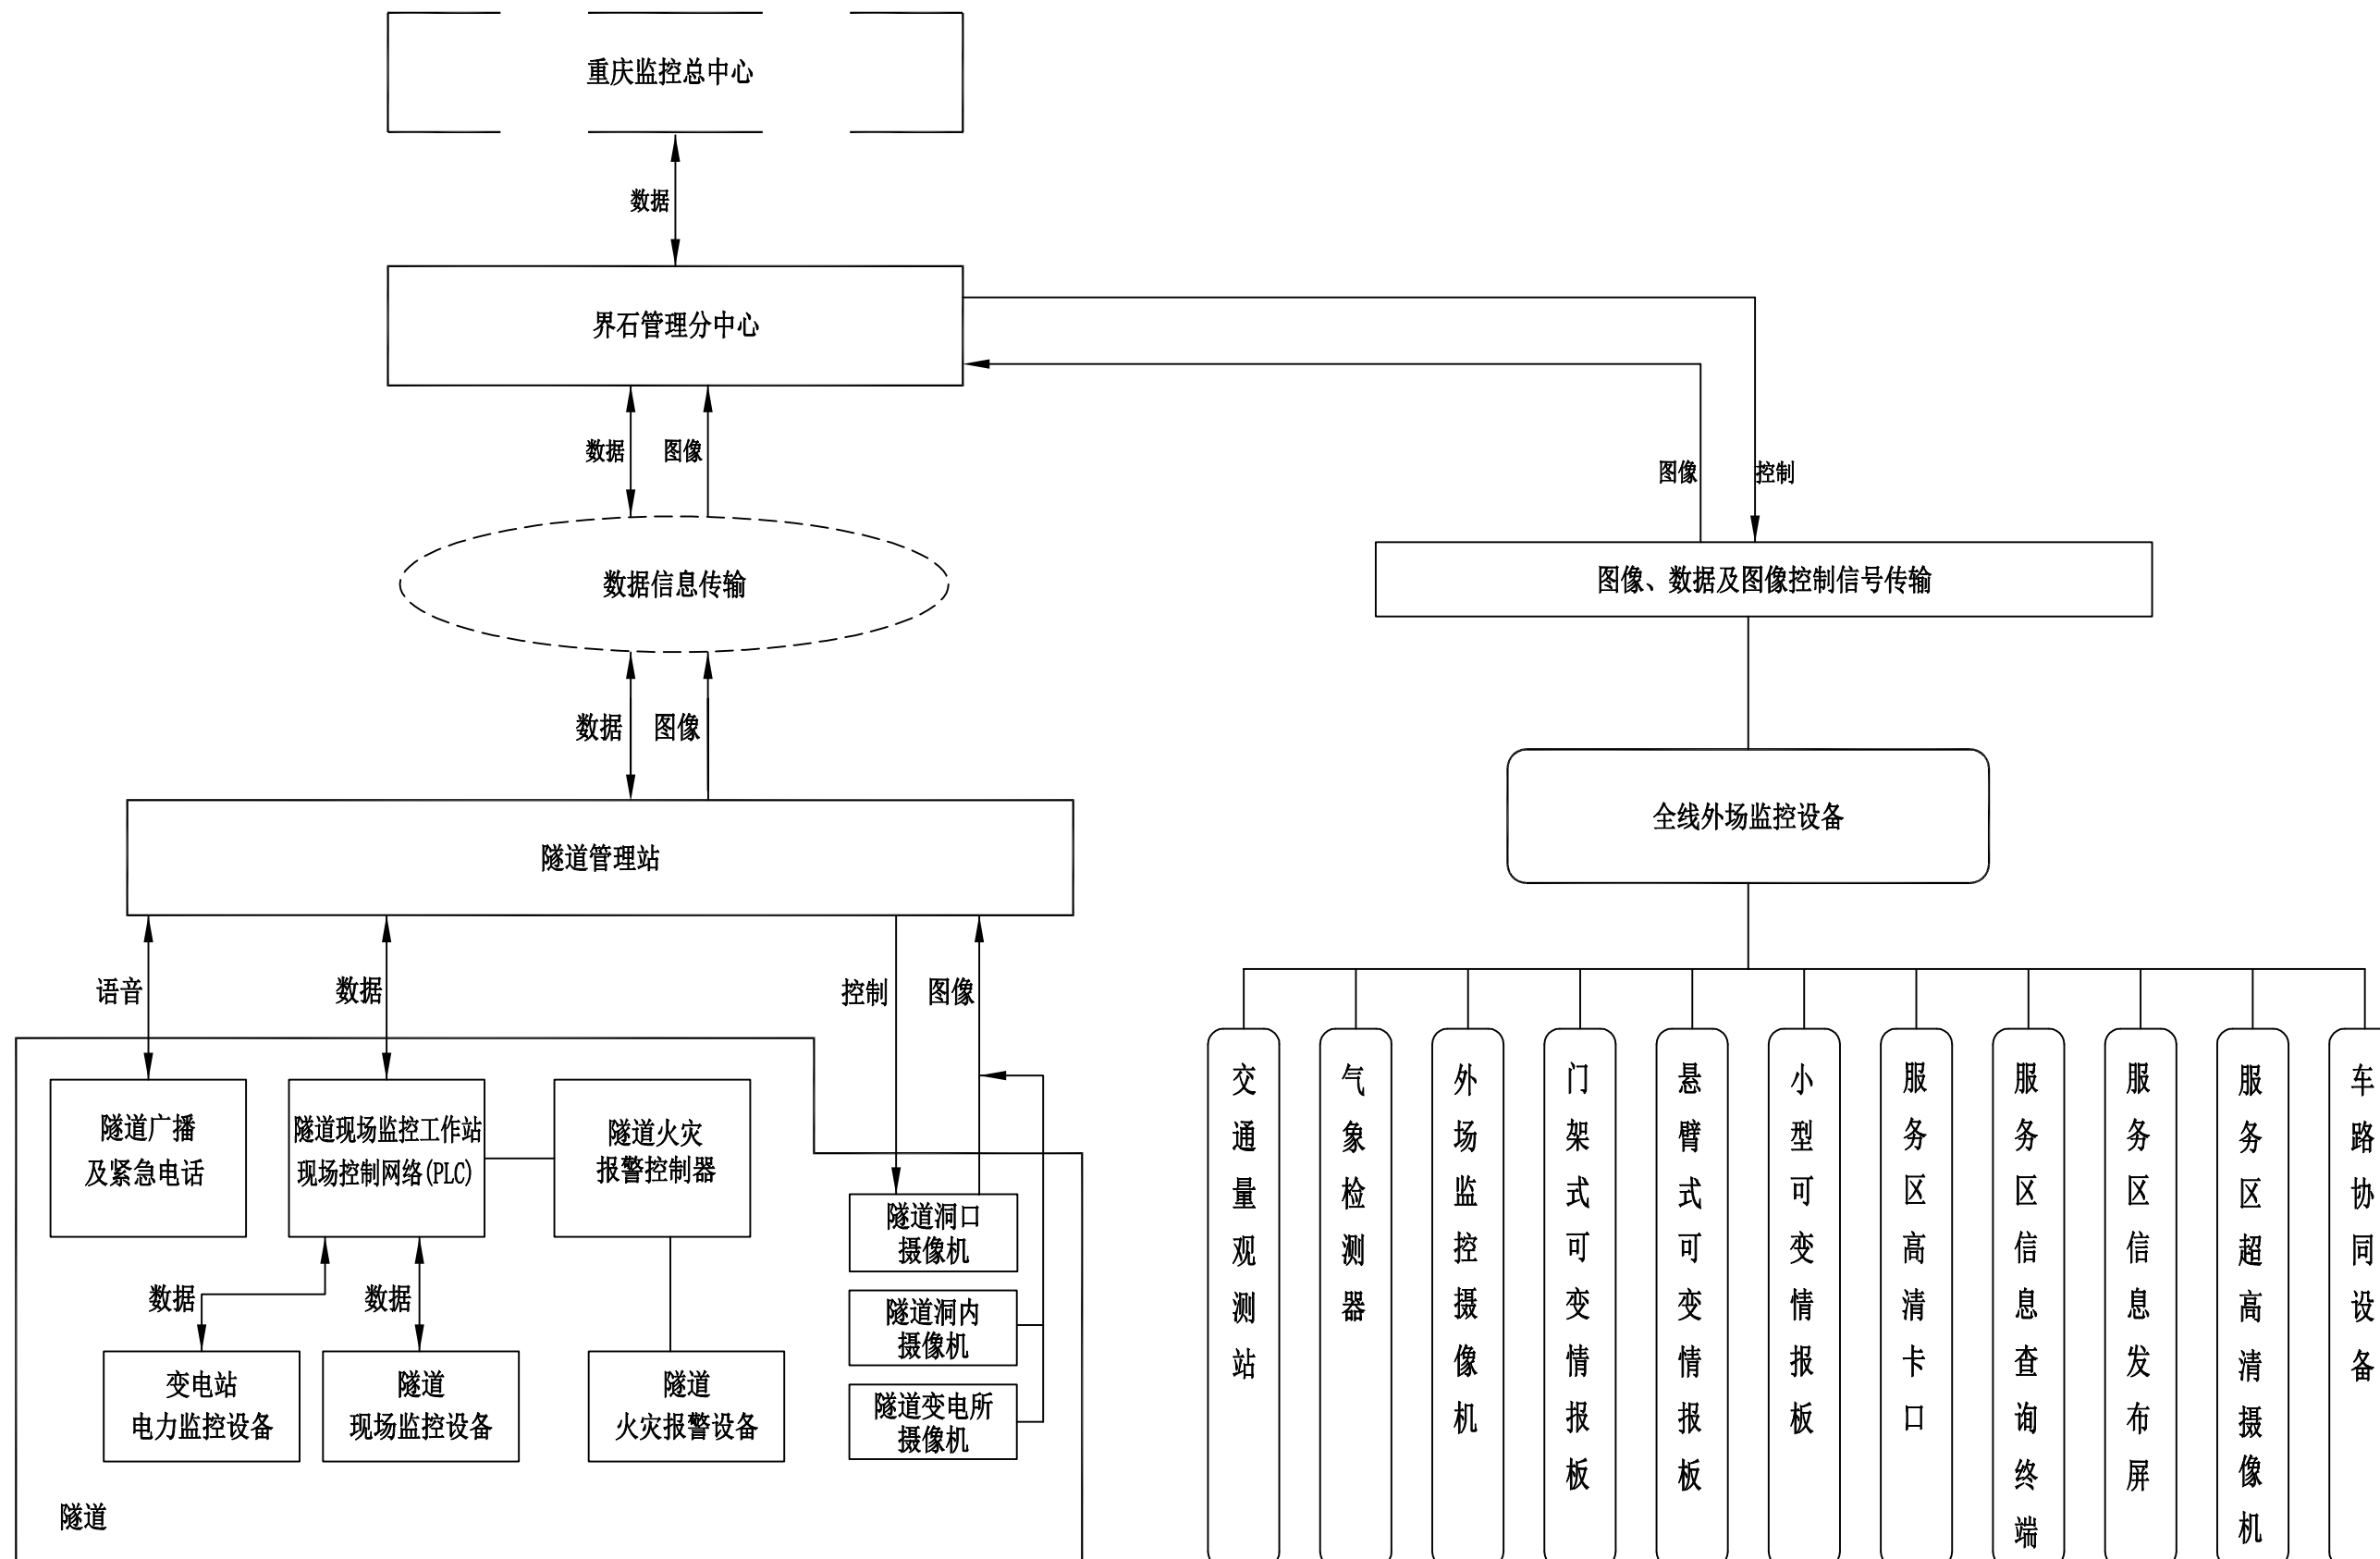 重庆监控总中心
数据
界石管理分中心
数据
图像
图像
控制
数据信息传输
图像、数据及图像控制信号传输
数据
图像
全线外场监控设备
隧道管理站
语音
数据
控制
图像
隧道广播
及紧急电话
隧道现场监控工作站
现场控制网络(PLC)
隧道火灾
报警控制器
隧道洞口
摄像机
数据
数据
隧道洞内
摄像机
变电站
电力监控设备
隧道
现场监控设备
隧道
火灾报警设备
隧道变电所
摄像机
隧道
交通量观测站
气象检测器
外场监控摄像机
门架式可变情报板
悬臂式可变情报板
小型可变情报板
服务区高清卡口
服务区信息查询终端
服务区信息发布屏
服务区超高清摄像机
车路协同设备